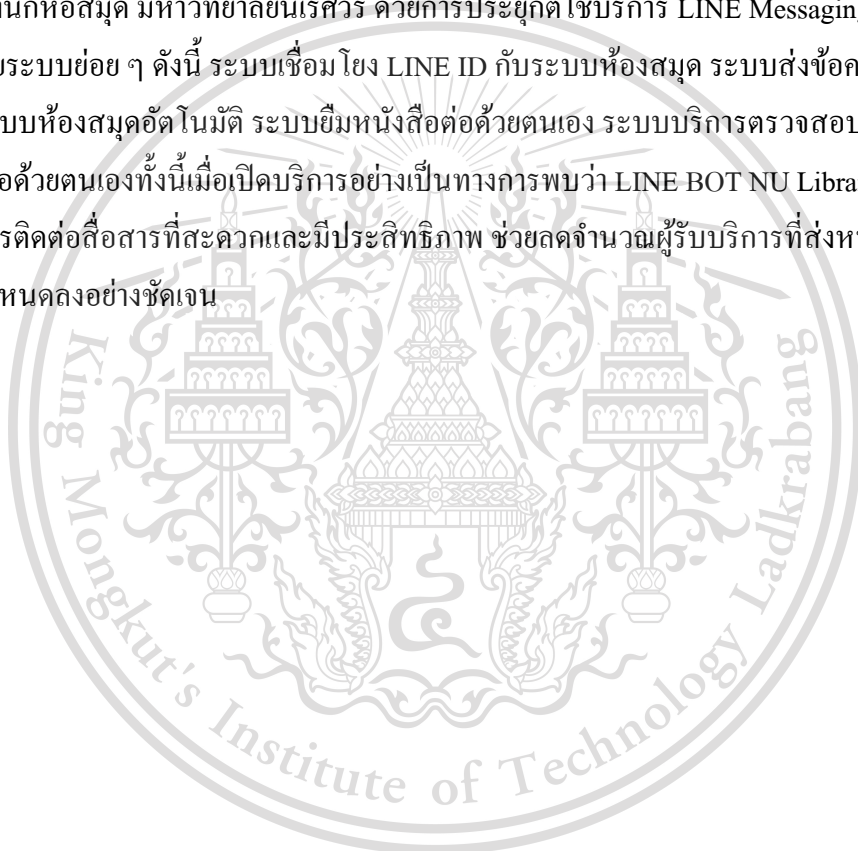 านักหอสมุด มหาวิทยาลัยนเรศวร ด้วยการประยุกต์ใช้บริการ LINE Messaging
ยระบบย่อย ๆ ดังนี้ ระบบเชื่อมโยง LINE ID กับระบบห้องสมุด ระบบส่งข้อค
บบห้องสมุดอัตโนมัติ ระบบยืมหนังสือต่อด้วยตนเอง ระบบบริการตรวจสอบ
อด้วยตนเองทั้งนี้เมื่อเปิดบริการอย่างเป็นทางการพบว่า LINE BOT NU Libra
รติดต่อสื่อสารที่สะดวกและมีประสิทธิภาพ ช่วยลดจำนวนผู้รับบริการที่ส่งห
หนดลงอย่างชัดเจน
King Mongkut's Institute of Technology Ladkrabang